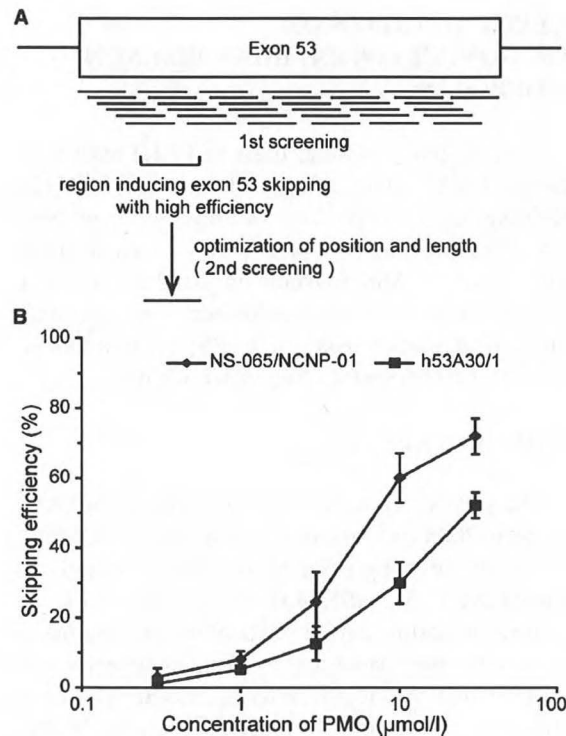 A
Exon 53
1st screening
region inducing exon 53 skipping
with high efficiency
optimization of position and length
( 2nd screening )
B
100
80
60
40
20
0
Skipping efficiency (%)
NS-065/NCNP-01
h53A30/1
0.1
1
10
100
Concentration of PMO (μmol/l)